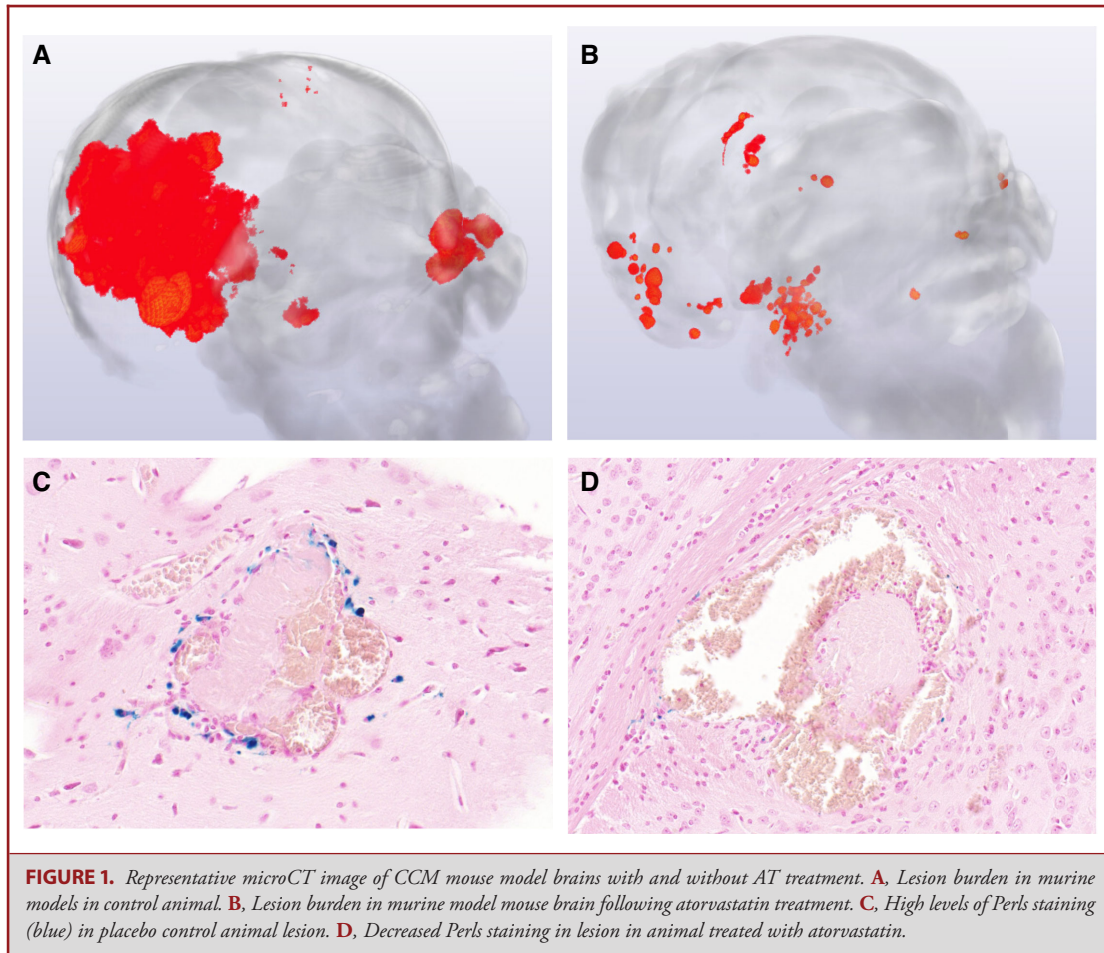 A
B
C
D
FIGURE 1. Representative microCT image of CCM mouse model brains with and without AT treatment. A, Lesion burden in murine
models in control animal. B, Lesion burden in murine model mouse brain following atorvastatin treatment. C, High levels of Perls staining
(blue) in placebo control animal lesion. D, Decreased Perls staining in lesion in animal treated with atorvastatin.